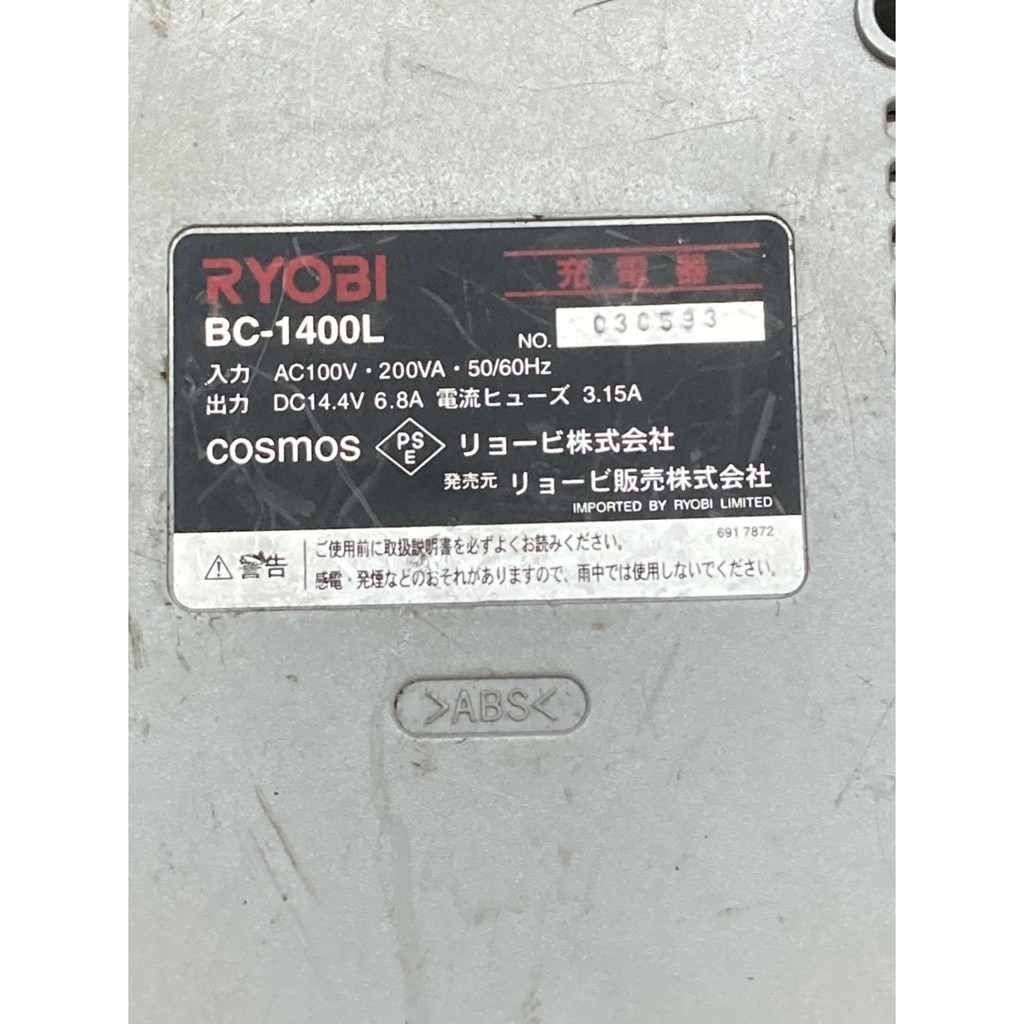 RYOBI
充電器
BC-1400L
NO. 030593
入力 AC100V・200VA・50/60Hz
出力 DC14.4V 6.8A 電流ヒューズ 3.15A
cosmos PSE リョービ株式会社
発売元 リョービ販売株式会社
IMPORTED BY RYOBI LIMITED
691 7872
⚠警告
ご使用前に取扱説明書を必ずよくお読みください。
感電・発煙などのおそれがありますので、雨中では使用しないでください。
>ABS<